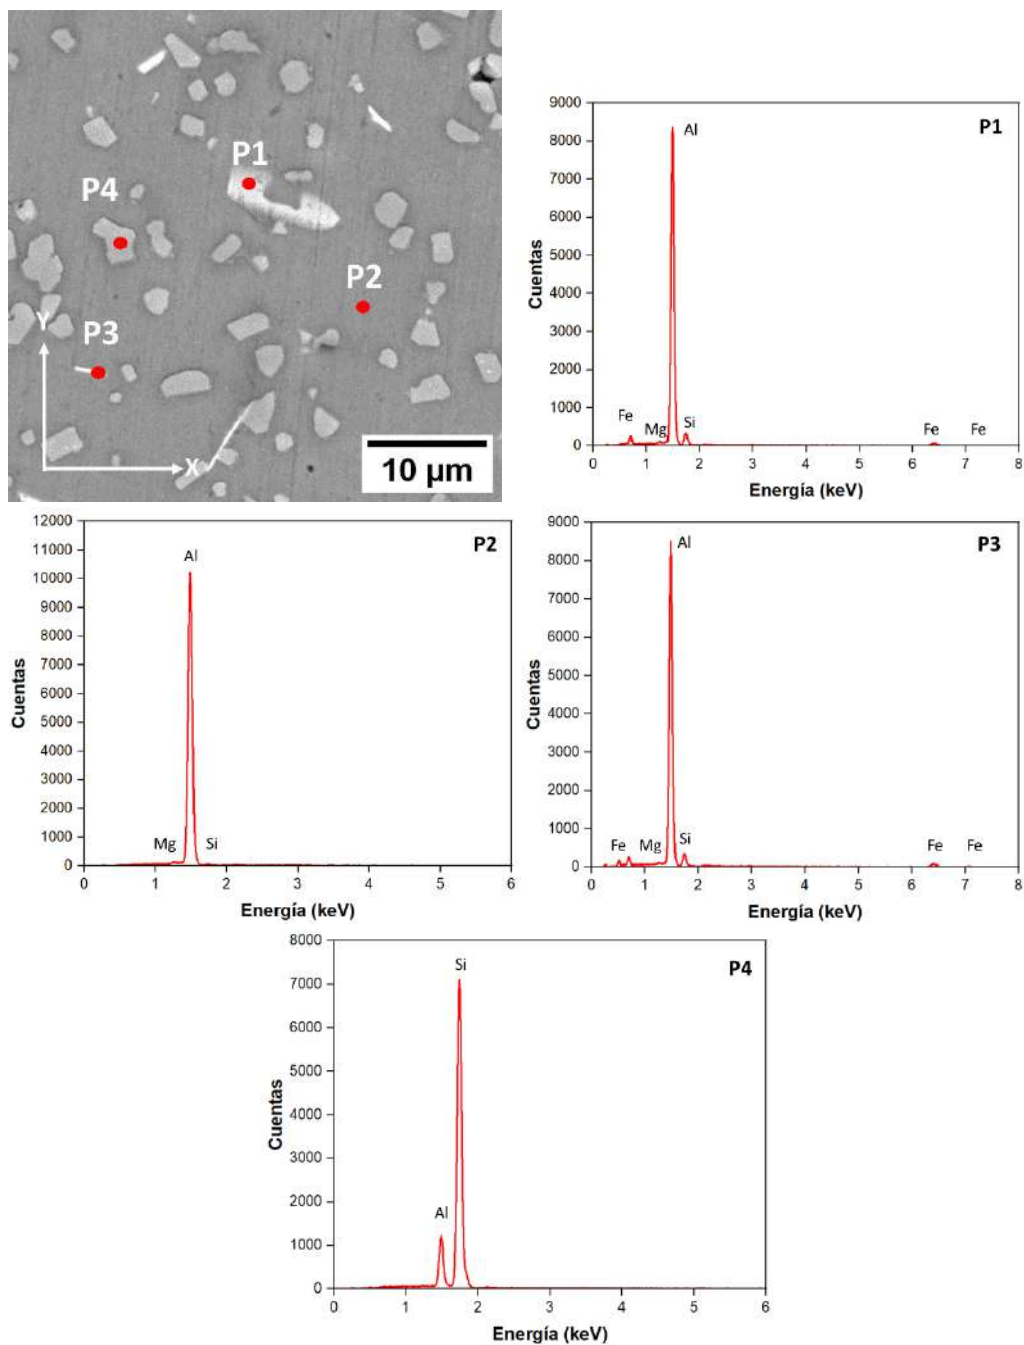 P1
P4
P2
P3
Y
X
10 µm
9000
8000
7000
6000
5000
4000
3000
2000
1000
0
Cuentas
P1
Al
Fe
Mg
Si
Fe
Fe
0 1 2 3 4 5 6 7 8
Energía (keV)
12000
11000
10000
9000
8000
7000
6000
5000
4000
3000
2000
1000
0
Cuentas
P2
Al
Mg
Si
0 1 2 3 4 5 6
Energía (keV)
9000
8000
7000
6000
5000
4000
3000
2000
1000
0
Cuentas
P3
Al
Fe
Mg
Si
Fe
Fe
0 1 2 3 4 5 6 7 8
Energía (keV)
8000
7000
6000
5000
4000
3000
2000
1000
0
Cuentas
P4
Si
Al
0 1 2 3 4 5 6
Energía (keV)